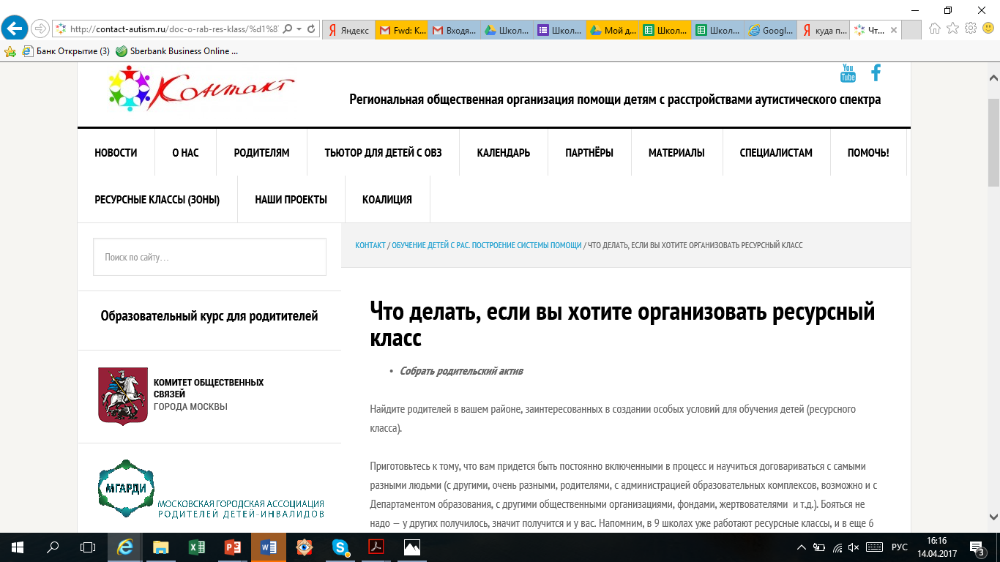 http://contact-autism.ru/doc-o-rab-res-klass/%d1%8
Яндекс
Fwd: К...
Входя...
Школ...
Школ...
Мой д...
Школ...
Школ...
Googl...
куда п...
Чт...
Банк Открытие (3)
Sberbank Business Online ...
Контакт
You Tube
Региональная общественная организация помощи детям с расстройствами аутистического спектра
НОВОСТИ
О НАС
РОДИТЕЛЯМ
ТЬЮТОР ДЛЯ ДЕТЕЙ С ОВЗ
КАЛЕНДАРЬ
ПАРТНЁРЫ
МАТЕРИАЛЫ
СПЕЦИАЛИСТАМ
ПОМОЧЬ!
РЕСУРСНЫЕ КЛАССЫ (ЗОНЫ)
НАШИ ПРОЕКТЫ
КОАЛИЦИЯ
Поиск по сайту...
КОНТАКТ / ОБУЧЕНИЕ ДЕТЕЙ С РАС. ПОСТРОЕНИЕ СИСТЕМЫ ПОМОЩИ / ЧТО ДЕЛАТЬ, ЕСЛИ ВЫ ХОТИТЕ ОРГАНИЗОВАТЬ РЕСУРСНЫЙ КЛАСС
Образовательный курс для родитителей
КОМИТЕТ ОБЩЕСТВЕННЫХ
СВЯЗЕЙ
ГОРОДА МОСКВЫ
МГАРДИ
МОСКОВСКАЯ ГОРОДСКАЯ АССОЦИАЦИЯ
РОДИТЕЛЕЙ ДЕТЕЙ-ИНВАЛИДОВ
Что делать, если вы хотите организовать ресурсный
класс
• Собрать родительский актив
Найдите родителей в вашем районе, заинтересованных в создании особых условий для обучения детей (ресурсного
класса).
Приготовьтесь к тому, что вам придется быть постоянно включенными в процесс и научиться договариваться с самыми
разными людьми (с другими, очень разными, родителями, с администрацией образовательных комплексов, возможно и с
Департаментом образования, с другими общественными организациями, фондами, жертвователями и т.д.). Бояться не
надо — у других получилось, значит получится и у вас. Напомним, в 9 школах уже работают ресурсные классы, и в еще 6
РУС
16:16
14.04.2017
3